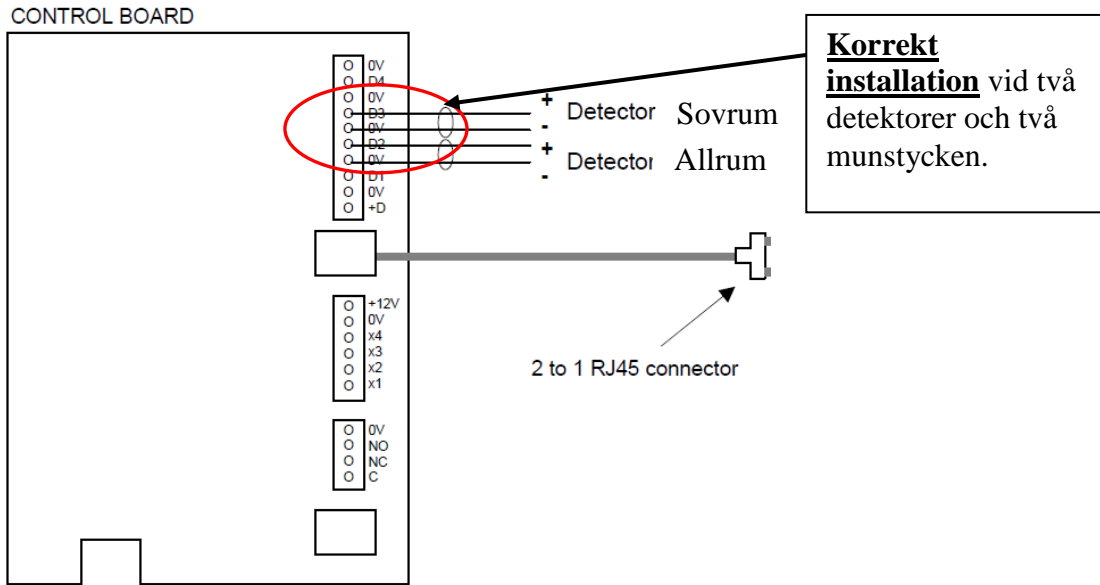 CONTROL BOARD
Korrekt
installation vid två
detektorer och två
munstycken.
0V
D4
0V
D3
0V
D2
0V
D1
0V
+D
+ Detector Sovrum
-
+ Detector Allrum
-
+12V
0V
x4
x3
x2
x1
2 to 1 RJ45 connector
0V
NO
NC
C